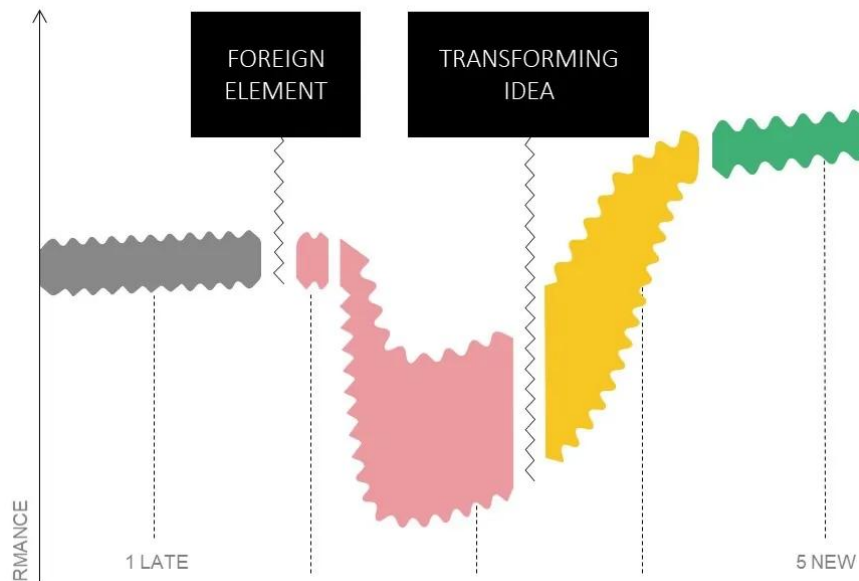 FOREIGN
ELEMENT
TRANSFORMING
IDEA
RMANCE
1 LATE
5 NEW